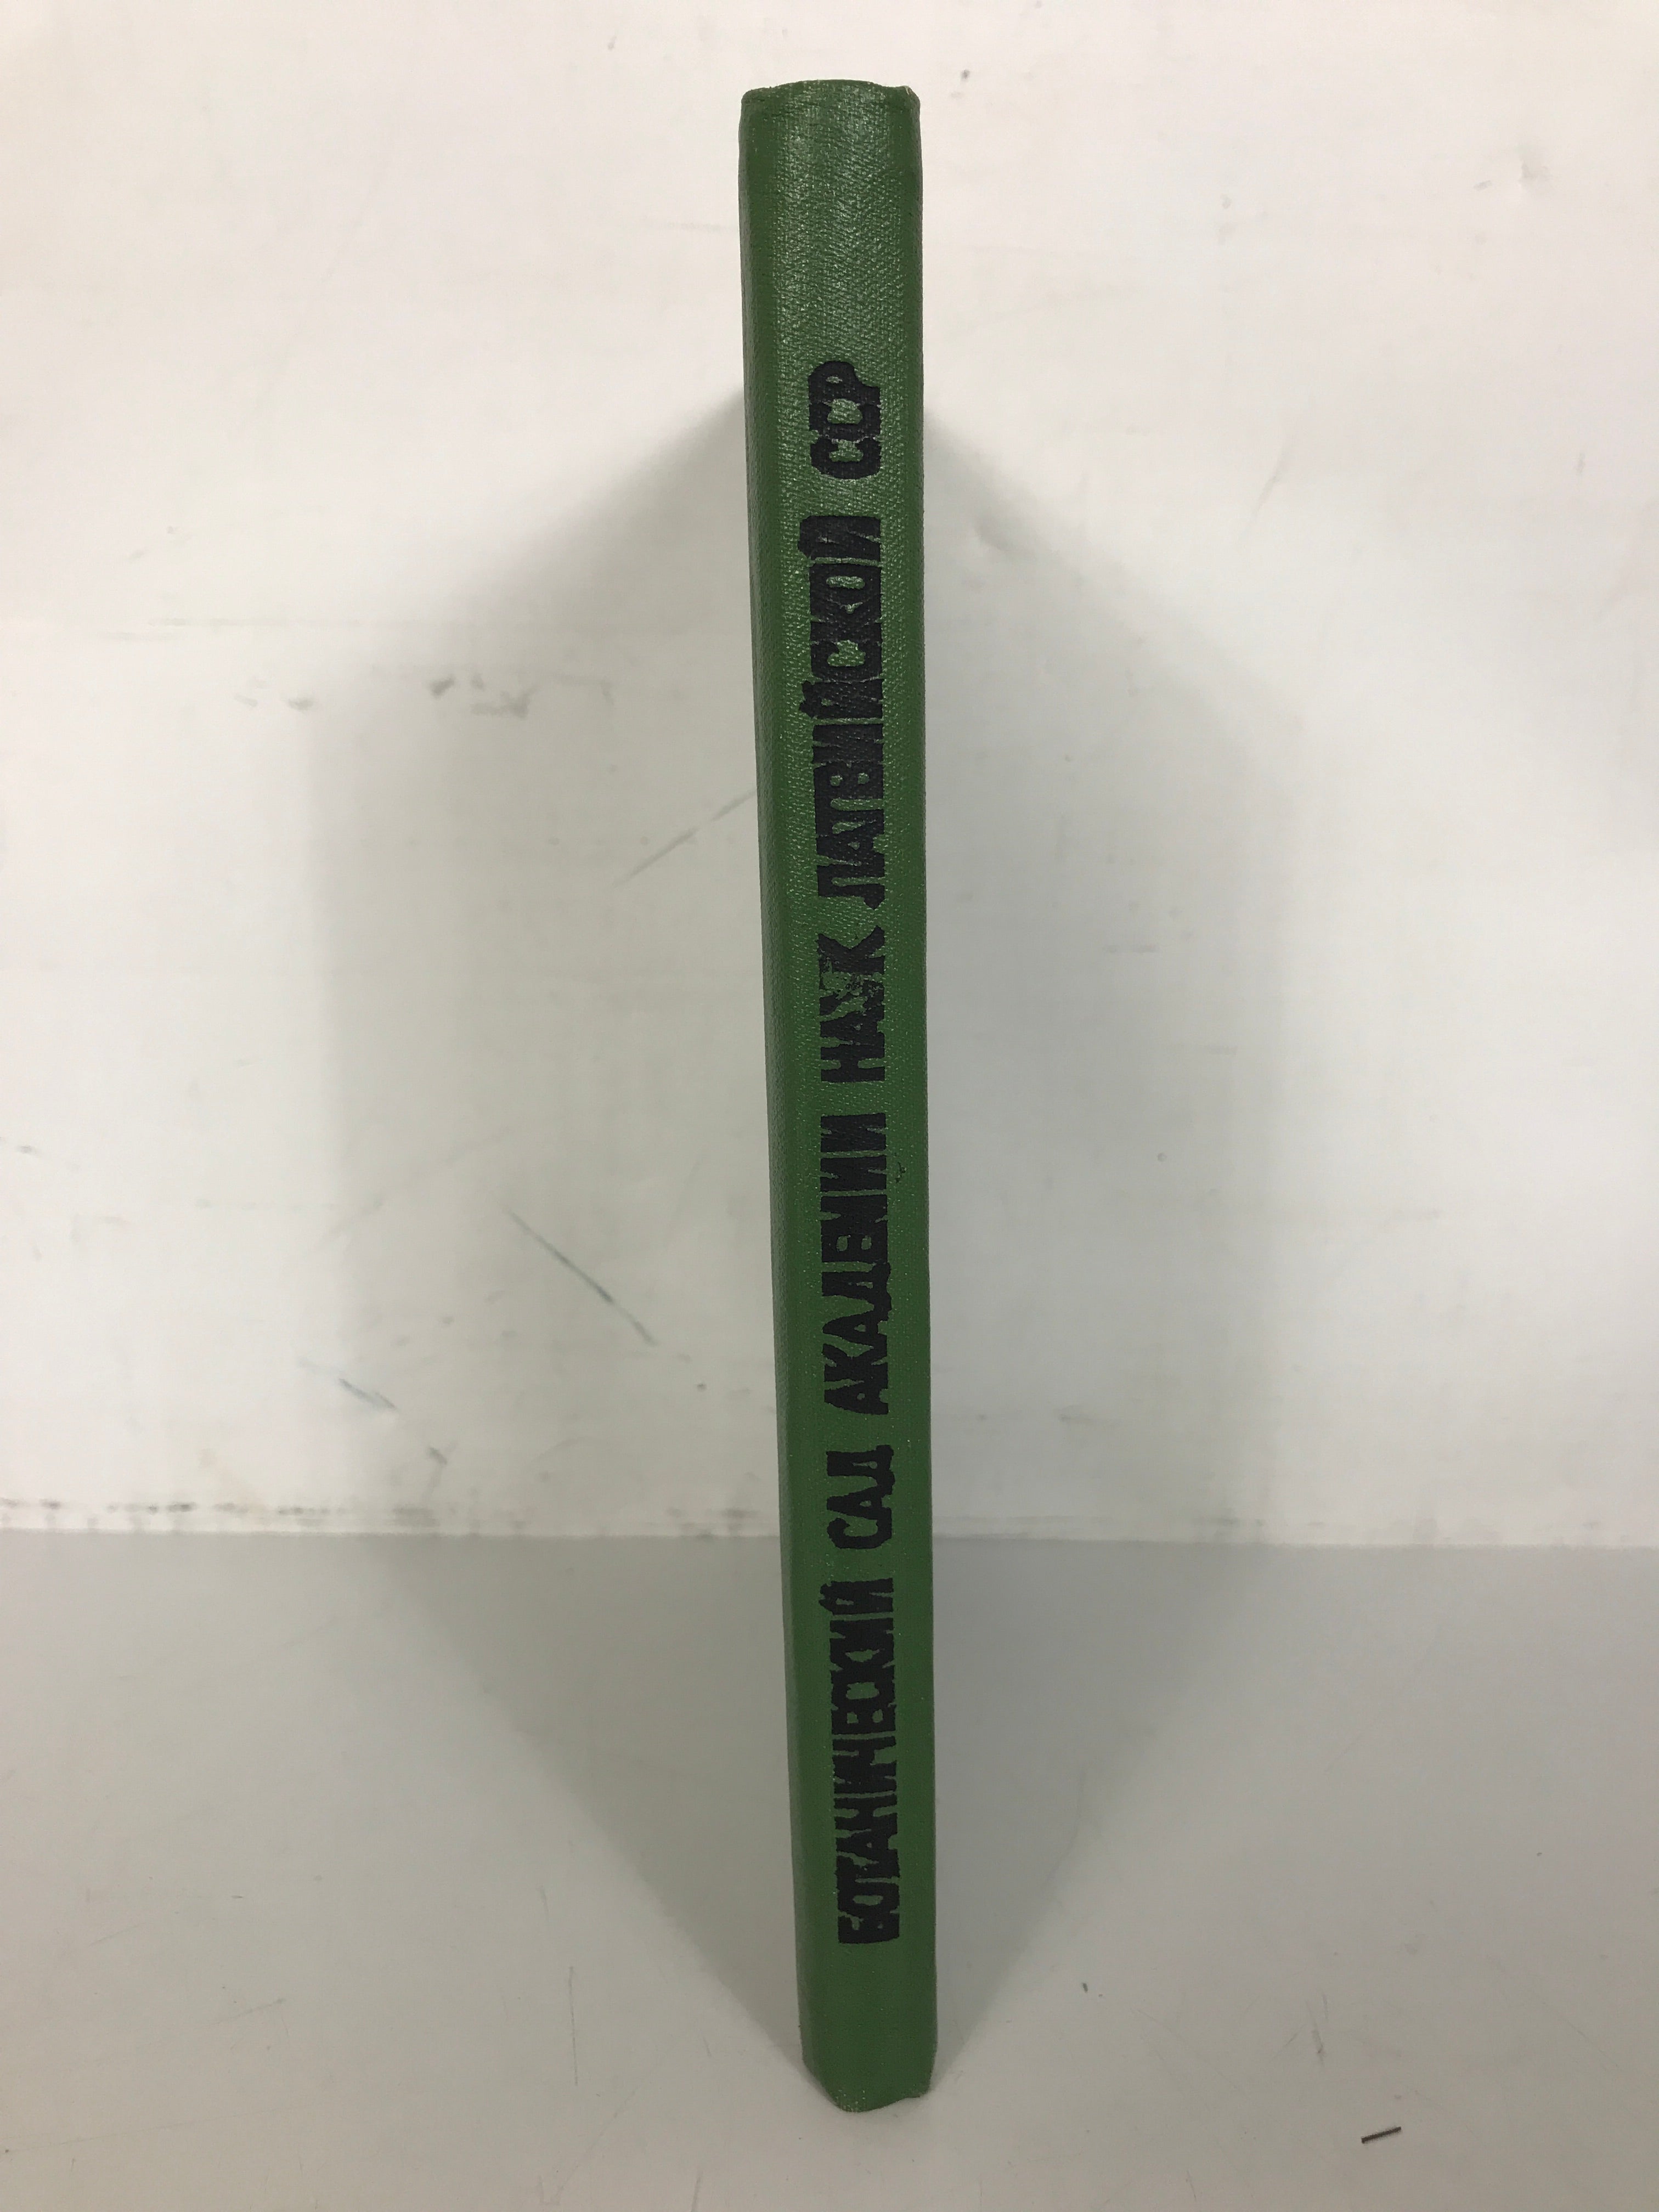 БОТАНИЧЕСКИЙ САД АКАДЕМИИ НАУК ЛАТВИЙСКОЙ ССР